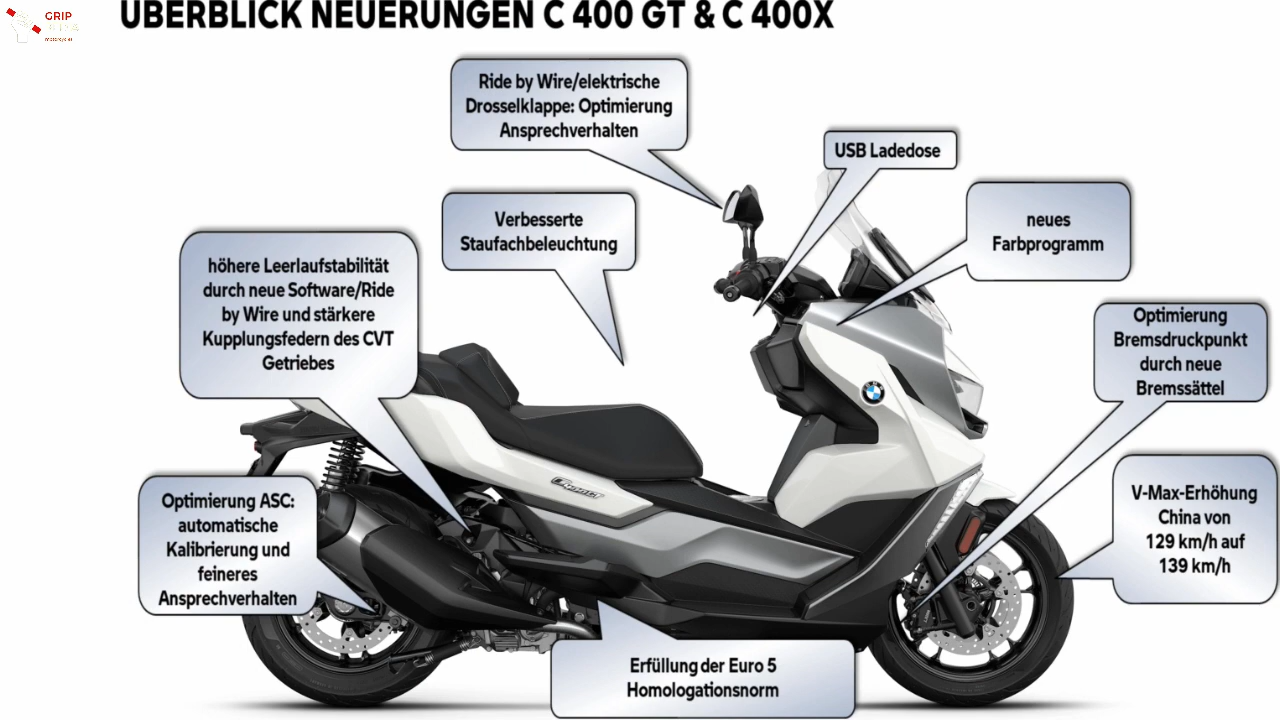 GRIP
motorcycles
ÜBERBLICK NEUERUNGEN C 400 GT & C 400X
Ride by Wire/elektrische
Drosselklappe: Optimierung
Ansprechverhalten
USB Ladedose
Verbesserte
Staufachbeleuchtung
neues
Farbprogramm
höhere Leerlaufstabilität
durch neue Software/Ride
by Wire und stärkere
Kupplungsfedern des CVT
Getriebes
Optimierung
Bremsdruckpunkt
durch neue
Bremssättel
Optimierung ASC:
automatische
Kalibrierung und
feineres
Ansprechverhalten
V-Max-Erhöhung
China von
129 km/h auf
139 km/h
Erfüllung der Euro 5
Homologationsnorm
BMW
C400GT